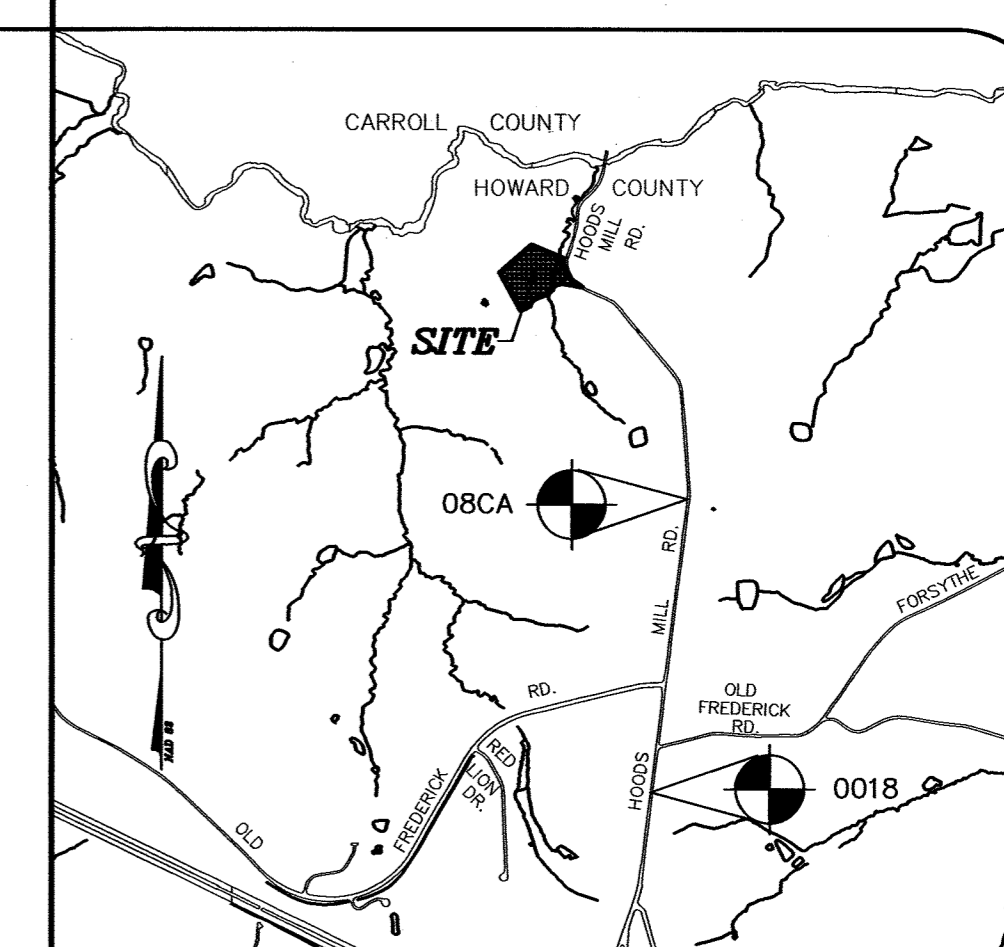 CARROLL COUNTY
HOWARD COUNTY
HOODS
MILL
RD.
SITE
08CA
RD.
MILL
FORSYTHE
OLD
FREDERICK
RD.
RD.
RED
LION
DR.
HOODS
0018
FREDERICK
OLD
NAD 83